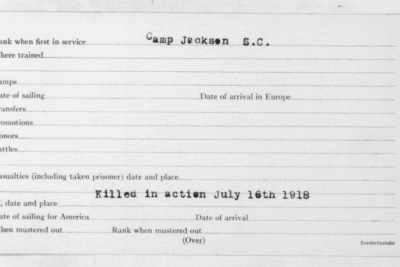 Camp Jackson S.C.
ank when first in service
here trained
amps
ate of sailing Date of arrival in Europe
ransfers
romotions
onors
attles
asualties (including taken prisoner) date and place
Killed in action July 16th 1918
, date and place
ate of sailing for America Date of arrival
hen mustered out Rank when mustered out
(Over)